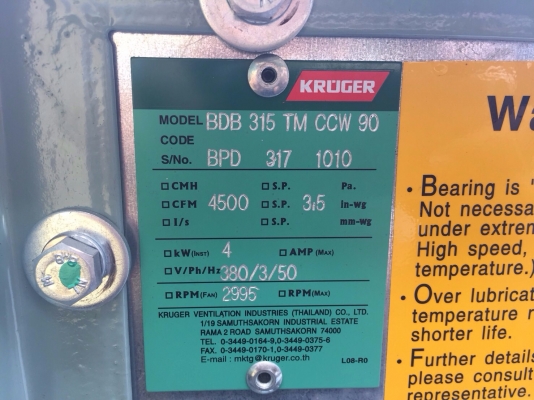 KRUGER
MODEL BDB 315 TM CCW 90
CODE
S/No. BPD 317 1010
CMH S.P. Pa.
CFM 4500 S.P. 3.5 in-wg
l/s S.P. mm-wg
kW (INST) 4 AMP (MAX)
V/Ph/Hz 380/3/50
RPM (FAN) 2995 RPM (MAX)
KRUGER VENTILATION INDUSTRIES (THAILAND) CO., LTD.
1/19 SAMUTHSAKORN INDUSTRIAL ESTATE
RAMA 2 ROAD SAMUTHSAKORN 74000
TEL. 0-3449-0164-9,0-3449-0375-6
FAX. 0-3449-0170-1,0-3449-0377
E-mail : mktg@kruger.co.th L08-R0
Wa
• Bearing is "
Not necessa
under extrem
High speed,
temperature.)
• Over lubricat
temperature r
shorter life.
• Further details
please consult
representative.